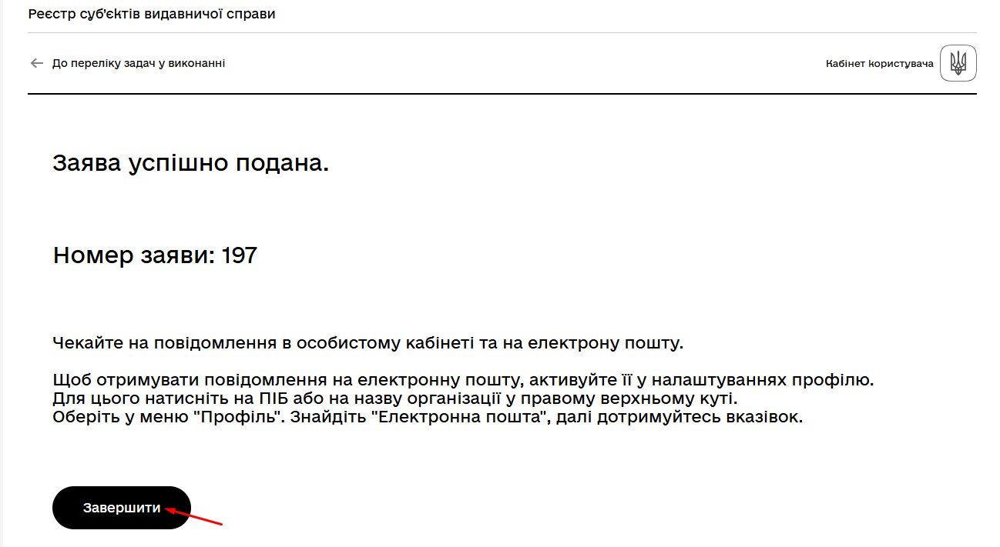 Реєстр суб’єктів видавничої справи
До переліку задач у виконанні
Кабінет користувача
Заява успішно подана.
Номер заяви: 197
Чекайте на повідомлення в особистому кабінеті та на електрону пошту.
Щоб отримувати повідомлення на електронну пошту, активуйте її у налаштуваннях профілю.
Для цього натисніть на ПІБ або на назву організації у правому верхньому куті.
Оберіть у меню "Профіль". Знайдіть "Електронна пошта", далі дотримуйтесь вказівок.
Завершити